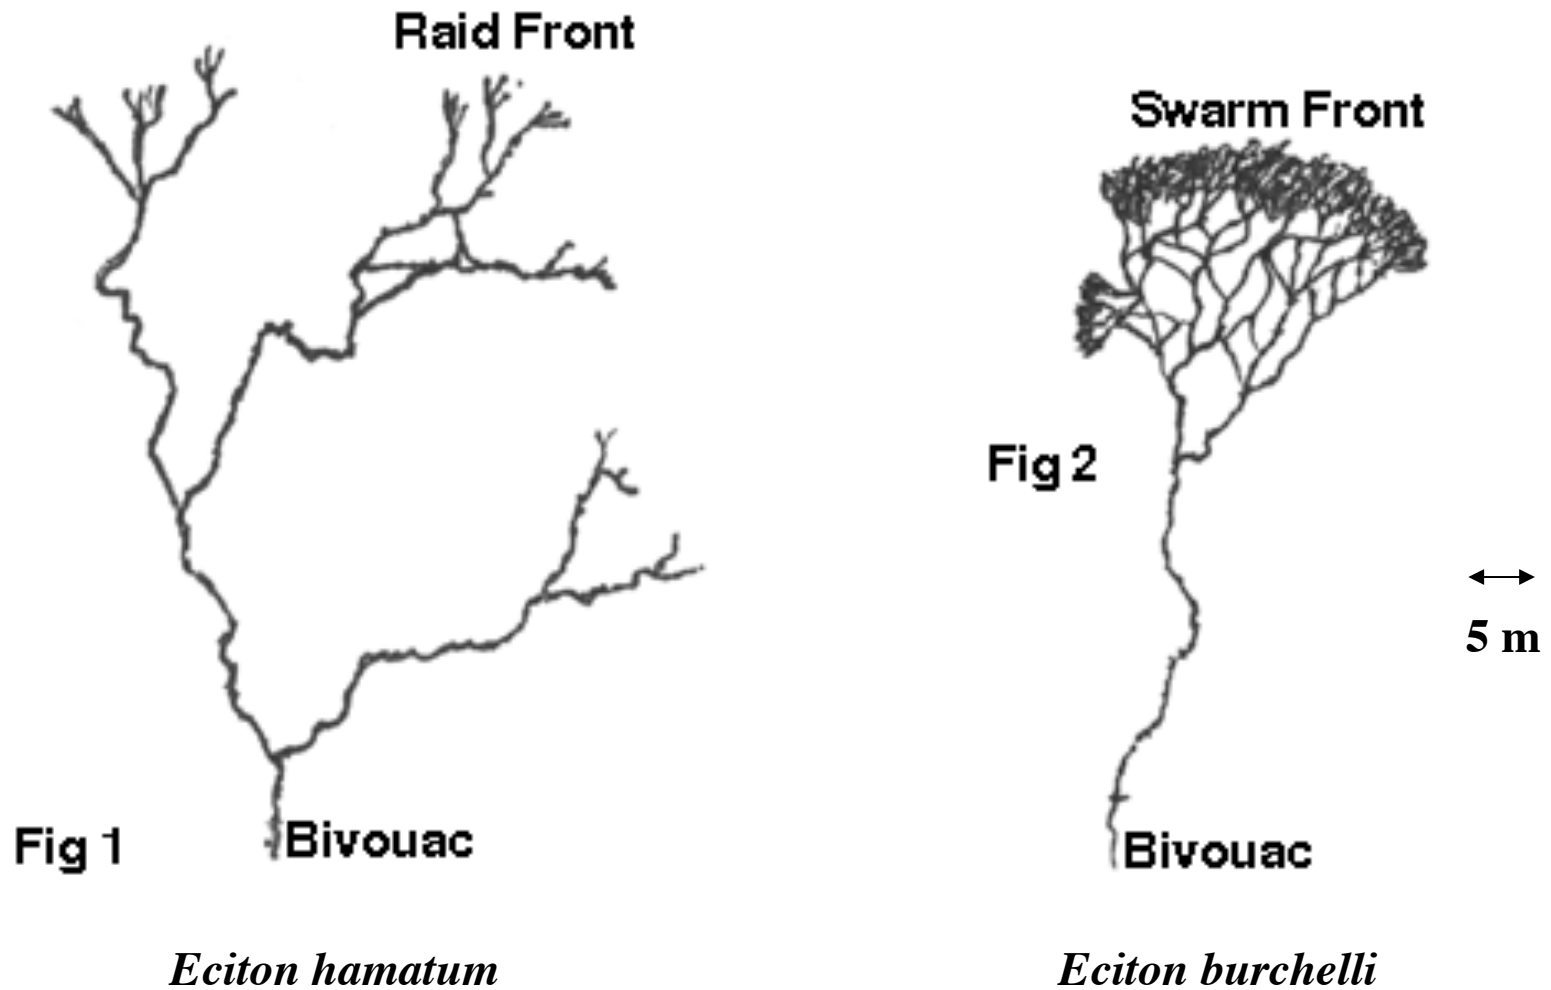 Raid Front
Swarm Front
Fig 2
5 m
Fig 1
Bivouac
Bivouac
Eciton hamatum
Eciton burchelli